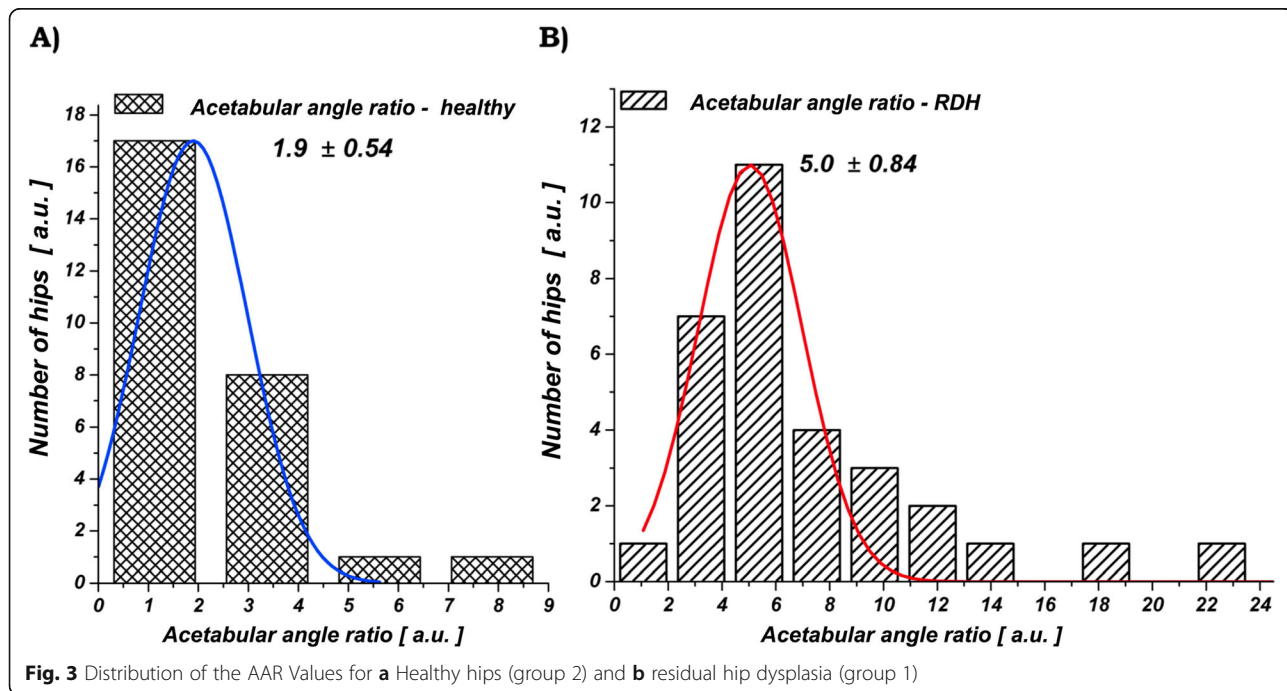 A)
Acetabular angle ratio - healthy
1.9 ± 0.54
Number of hips [ a.u. ]
18
16
14
12
10
8
6
4
2
0
0 1 2 3 4 5 6 7 8 9
Acetabular angle ratio [ a.u. ]
B)
Acetabular angle ratio - RDH
5.0 ± 0.84
Number of hips [ a.u. ]
12
10
8
6
4
2
0
0 2 4 6 8 10 12 14 16 18 20 22 24
Acetabular angle ratio [ a.u. ]
Fig. 3 Distribution of the AAR Values for a Healthy hips (group 2) and b residual hip dysplasia (group 1)